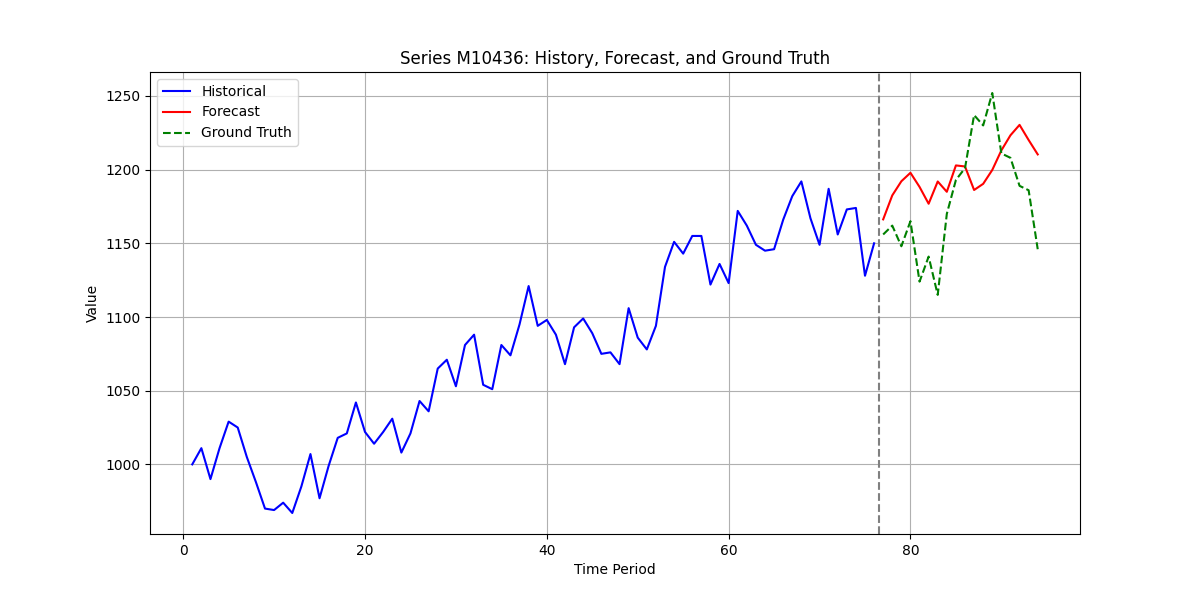 Series M10436: History, Forecast, and Ground Truth
Historical
Forecast
Ground Truth
1250
1200
1150
1100
1050
1000
Value
0 20 40 60 80
Time Period